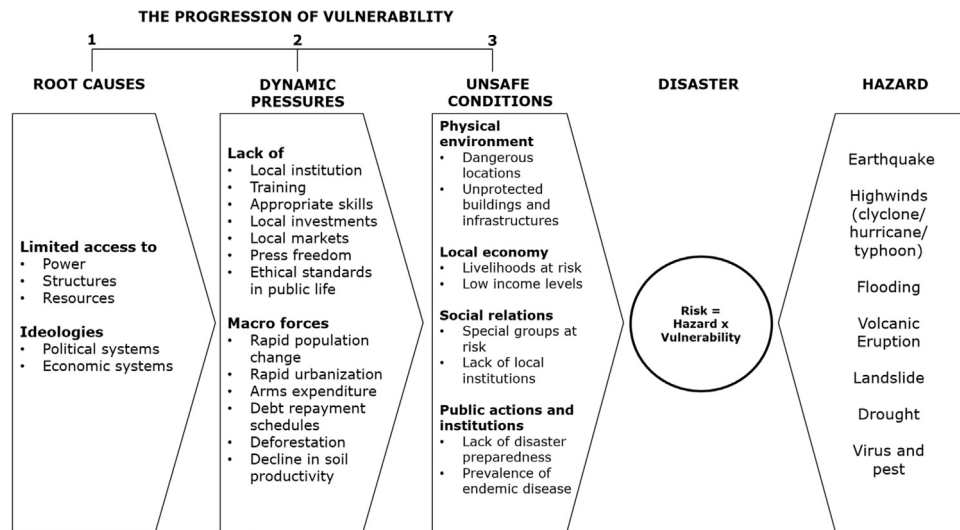 THE PROGRESSION OF VULNERABILITY
1
2
3
ROOT CAUSES
DYNAMIC
PRESSURES
UNSAFE
CONDITIONS
DISASTER
HAZARD
Limited access to
• Power
• Structures
• Resources
Ideologies
• Political systems
• Economic systems
Lack of
• Local institution
• Training
• Appropriate skills
• Local investments
• Local markets
• Press freedom
• Ethical standards
in public life
Macro forces
• Rapid population
change
• Rapid urbanization
• Arms expenditure
• Debt repayment
schedules
• Deforestation
• Decline in soil
productivity
Physical
environment
• Dangerous
locations
• Unprotected
buildings and
infrastructures
Local economy
• Livelihoods at risk
• Low income levels
Social relations
• Special groups at
risk
• Lack of local
institutions
Public actions and
institutions
• Lack of disaster
preparedness
• Prevalence of
endemic disease
Risk =
Hazard x
Vulnerability
Earthquake
Highwinds
(clyclone/
hurricane/
typhoon)
Flooding
Volcanic
Eruption
Landslide
Drought
Virus and
pest